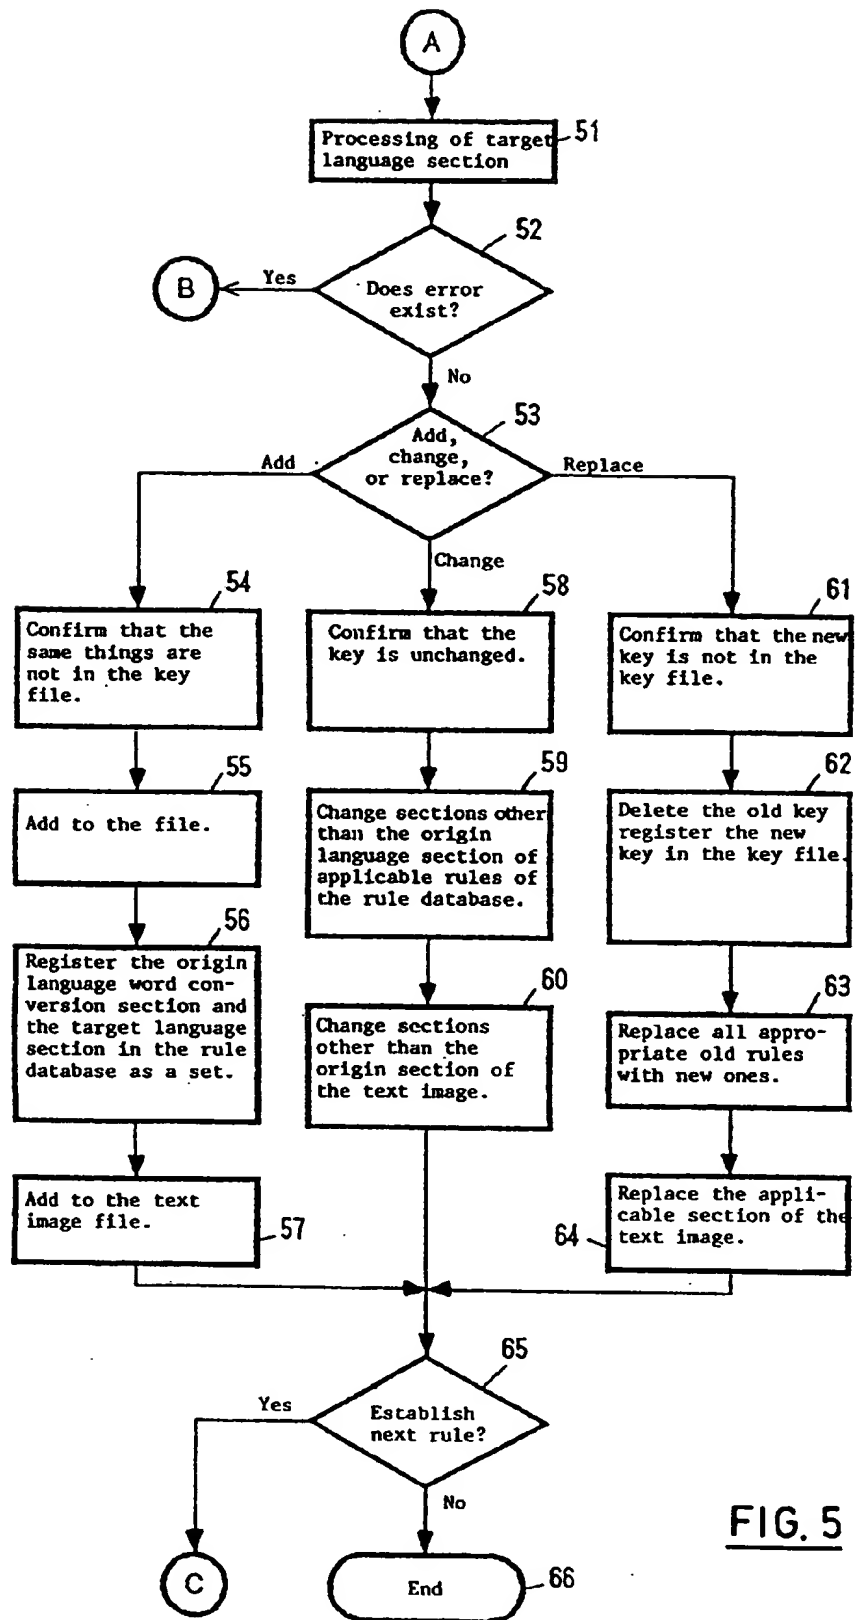 A
Processing of target
language section
51
52
B
Yes
Does error
exist?
No
53
Add,
change,
or replace?
Add
Replace
Change
54
Confirm that the
same things are
not in the key
file.
58
Confirm that the
key is unchanged.
61
Confirm that the new
key is not in the
key file.
55
Add to the file.
59
Change sections other
than the origin
language section of
applicable rules of
the rule database.
62
Delete the old key
register the new
key in the key file.
56
Register the origin
language word con-
version section and
the target language
section in the rule
database as a set.
60
Change sections
other than the
origin section of
the text image.
63
Replace all appro-
priate old rules
with new ones.
Add to the text
image file.
57
Replace the appli-
cable section of the
text image.
64
65
Yes
Establish
next rule?
No
C
End
66
FIG. 5